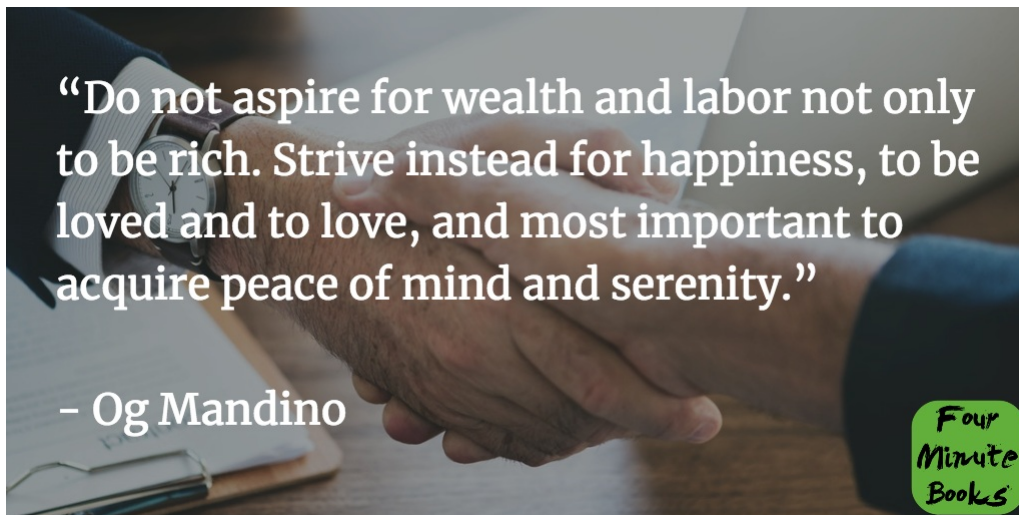 “Do not aspire for wealth and labor not only
to be rich. Strive instead for happiness, to be
loved and to love, and most important to
acquire peace of mind and serenity.”
- Og Mandino
Four
Minute
Books